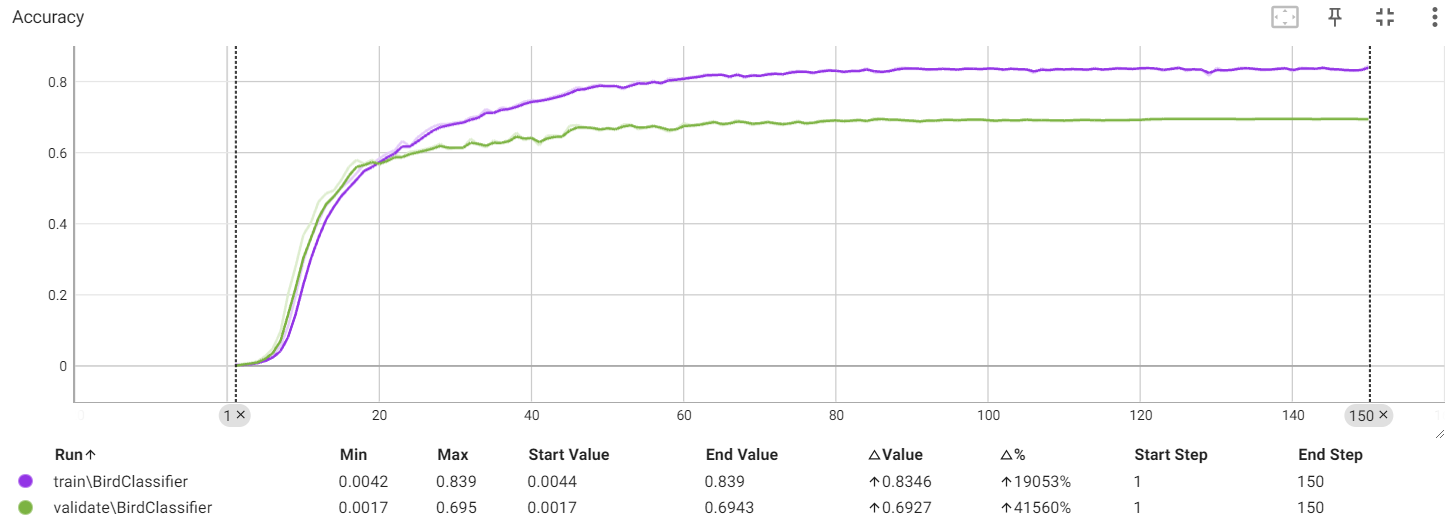 Accuracy
0.8
0.6
0.4
0.2
0
1 × 20 40 60 80 100 120 140 150 ×
Run↑ Min Max Start Value End Value △Value △% Start Step End Step
train\BirdClassifier 0.0042 0.839 0.0044 0.839 ↑0.8346 ↑19053% 1 150
validate\BirdClassifier 0.0017 0.695 0.0017 0.6943 ↑0.6927 ↑41560% 1 150